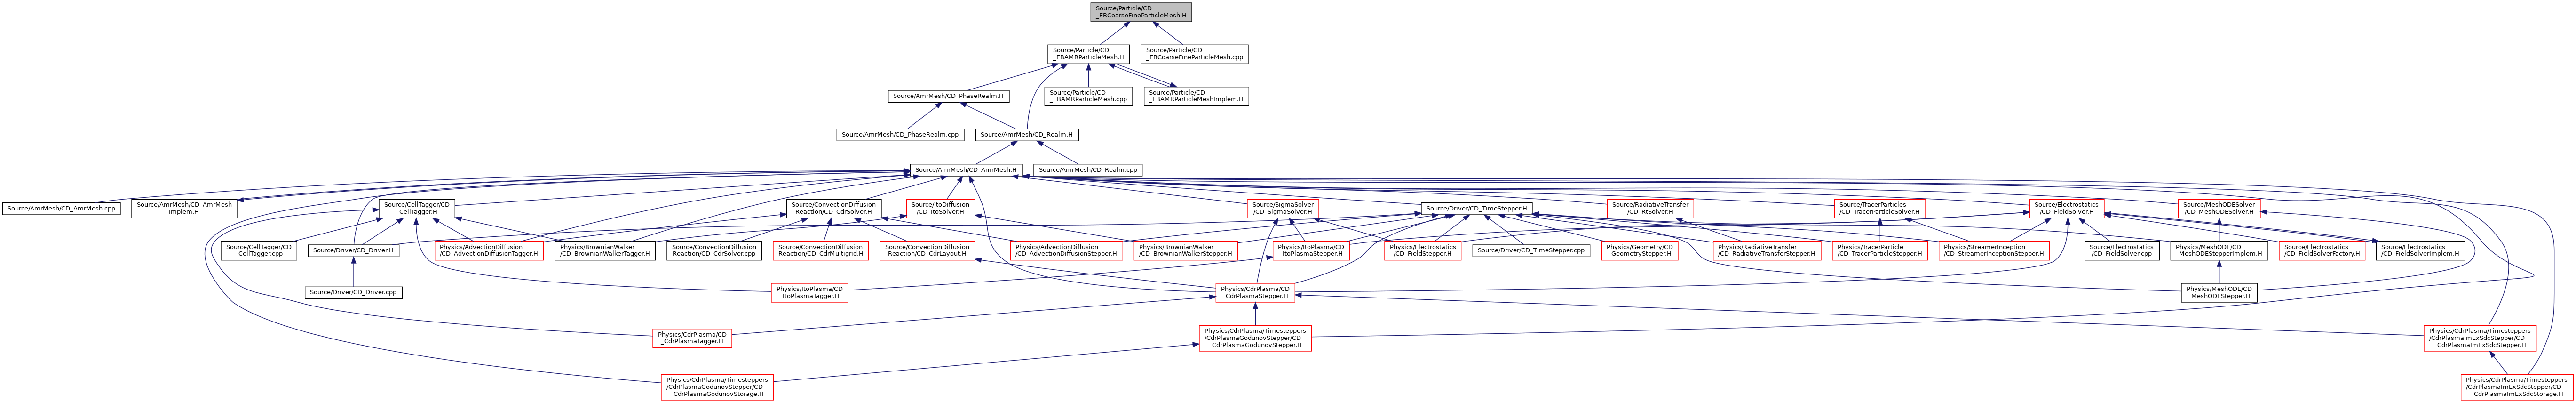 Source/Particle/CD
_EBCoarseFineParticleMesh.H
Source/Particle/CD
_EBAMRParticleMesh.H
Source/Particle/CD
_EBCoarseFineParticleMesh.cpp
Source/AmrMesh/CD_PhaseRealm.H
Source/Particle/CD
_EBAMRParticleMesh.cpp
Source/Particle/CD
_EBAMRParticleMeshImplem.H
Source/AmrMesh/CD_PhaseRealm.cpp
Source/AmrMesh/CD_Realm.H
Source/AmrMesh/CD_AmrMesh.H
Source/AmrMesh/CD_Realm.cpp
Source/AmrMesh/CD_AmrMesh.cpp
Source/AmrMesh/CD_AmrMesh
Implem.H
Source/CellTagger/CD
_CellTagger.H
Source/ConvectionDiffusion
Reaction/CD_CdrSolver.H
Source/ItoDiffusion
/CD_ItoSolver.H
Source/SigmaSolver
/CD_SigmaSolver.H
Source/Driver/CD_TimeStepper.H
Source/RadiativeTransfer
/CD_RtSolver.H
Source/TracerParticles
/CD_TracerParticleSolver.H
Source/Electrostatics
/CD_FieldSolver.H
Source/MeshODESolver
/CD_MeshODESolver.H
Source/CellTagger/CD
_CellTagger.cpp
Source/Driver/CD_Driver.H
Physics/AdvectionDiffusion
/CD_AdvectionDiffusionTagger.H
Physics/BrownianWalker
/CD_BrownianWalkerTagger.H
Source/ConvectionDiffusion
Reaction/CD_CdrSolver.cpp
Source/ConvectionDiffusion
Reaction/CD_CdrMultigrid.H
Source/ConvectionDiffusion
Reaction/CD_CdrLayout.H
Physics/AdvectionDiffusion
/CD_AdvectionDiffusionStepper.H
Physics/BrownianWalker
/CD_BrownianWalkerStepper.H
Physics/ItoPlasma/CD
_ItoPlasmaStepper.H
Physics/Electrostatics
/CD_FieldStepper.H
Source/Driver/CD_TimeStepper.cpp
Physics/Geometry/CD
_GeometryStepper.H
Physics/RadiativeTransfer
/CD_RadiativeTransferStepper.H
Physics/TracerParticle
/CD_TracerParticleStepper.H
Physics/StreamerInception
/CD_StreamerInceptionStepper.H
Source/Electrostatics
/CD_FieldSolver.cpp
Physics/MeshODE/CD
_MeshODEStepperImplem.H
Source/Electrostatics
/CD_FieldSolverFactory.H
Source/Electrostatics
/CD_FieldSolverImplem.H
Source/Driver/CD_Driver.cpp
Physics/ItoPlasma/CD
_ItoPlasmaTagger.H
Physics/CdrPlasma/CD
_CdrPlasmaStepper.H
Physics/MeshODE/CD
_MeshODEStepper.H
Physics/CdrPlasma/CD
_CdrPlasmaTagger.H
Physics/CdrPlasma/Timesteppers
/CdrPlasmaGodunovStepper/CD
_CdrPlasmaGodunovStepper.H
Physics/CdrPlasma/Timesteppers
/CdrPlasmaImExSdcStepper/CD
_CdrPlasmaImExSdcStepper.H
Physics/CdrPlasma/Timesteppers
/CdrPlasmaGodunovStepper/CD
_CdrPlasmaGodunovStorage.H
Physics/CdrPlasma/Timesteppers
/CdrPlasmaImExSdcStepper/CD
_CdrPlasmaImExSdcStorage.H